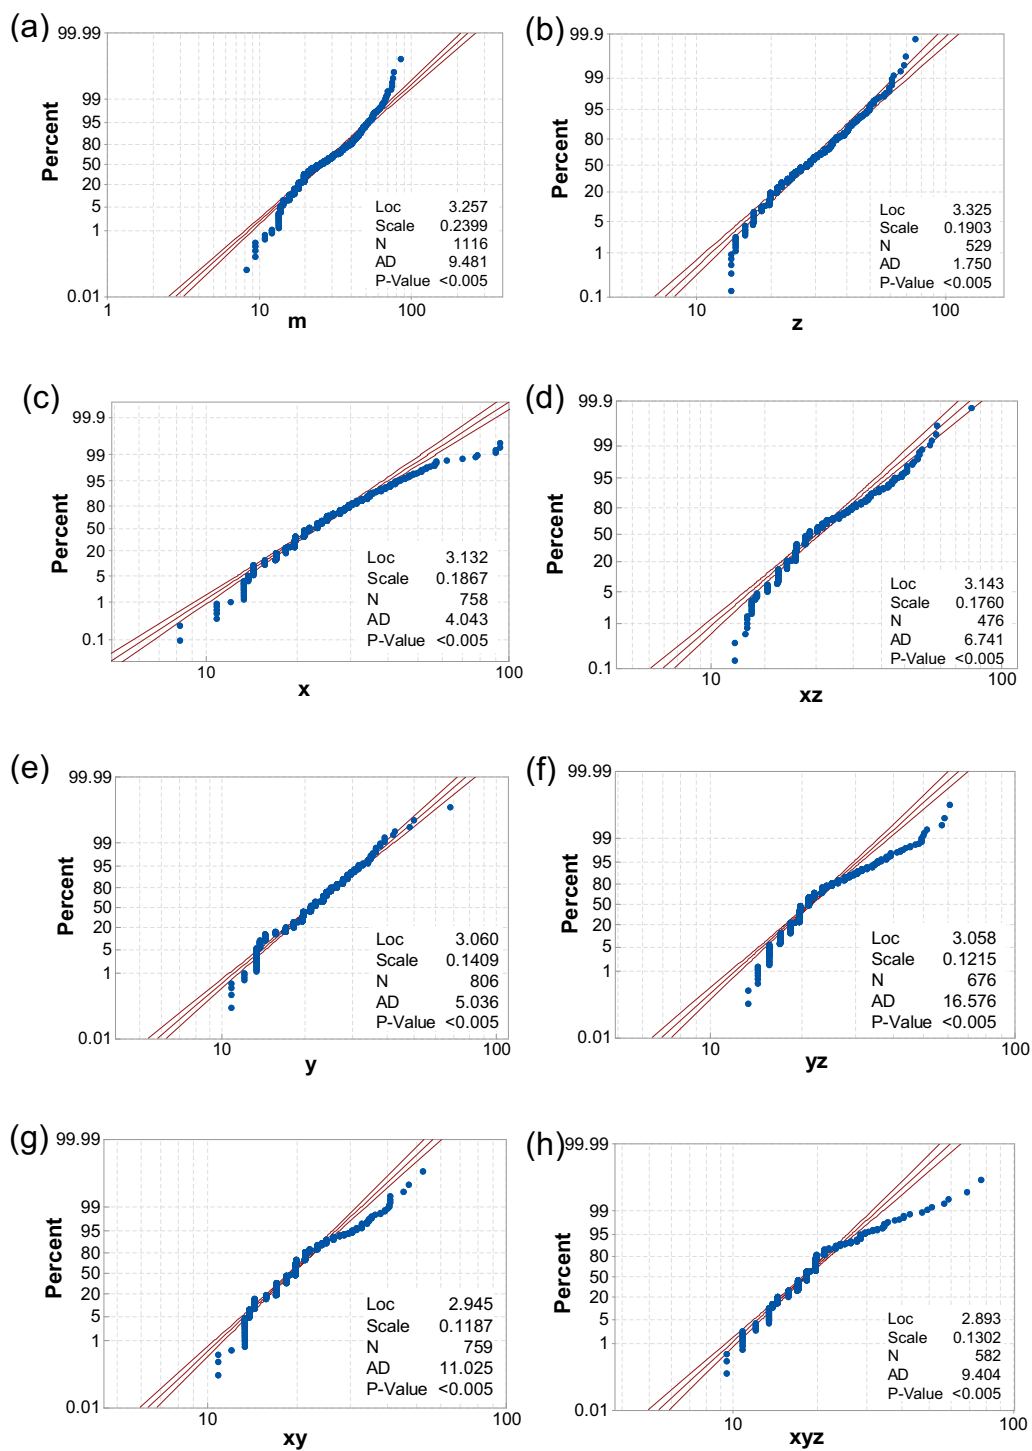 (a)
99.99
99
95
80
50
20
5
1
0.01
Percent
Loc 3.257
Scale 0.2399
N 1116
AD 9.481
P-Value <0.005
1 10 100
m
(b)
99.9
99
95
80
50
20
5
1
0.1
Percent
Loc 3.325
Scale 0.1903
N 529
AD 1.750
P-Value <0.005
10 100
z
(c)
99.9
99
95
80
50
20
5
1
0.1
Percent
Loc 3.132
Scale 0.1867
N 758
AD 4.043
P-Value <0.005
10 100
x
(d)
99.9
99
95
80
50
20
5
1
0.1
Percent
Loc 3.143
Scale 0.1760
N 476
AD 6.741
P-Value <0.005
10 100
xz
(e)
99.99
99
95
80
50
20
5
1
0.01
Percent
Loc 3.060
Scale 0.1409
N 806
AD 5.036
P-Value <0.005
10 100
y
(f)
99.99
99
95
80
50
20
5
1
0.01
Percent
Loc 3.058
Scale 0.1215
N 676
AD 16.576
P-Value <0.005
10 100
yz
(g)
99.99
99
95
80
50
20
5
1
0.01
Percent
Loc 2.945
Scale 0.1187
N 759
AD 11.025
P-Value <0.005
10 100
xy
(h)
99.99
99
95
80
50
20
5
1
0.01
Percent
Loc 2.893
Scale 0.1302
N 582
AD 9.404
P-Value <0.005
10 100
xyz